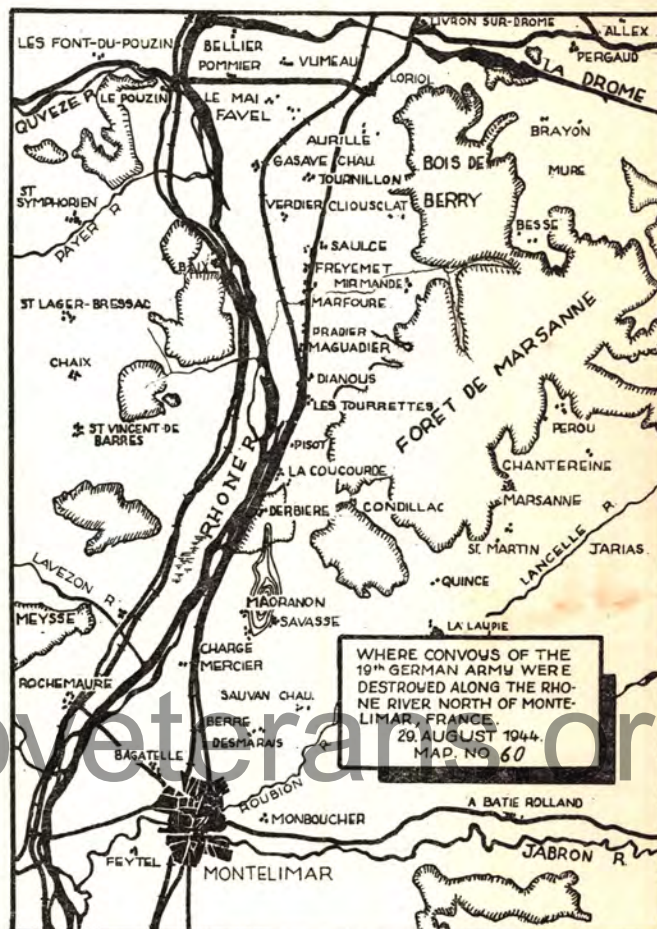 LIVRON SUR-DROME
ALLEX
LES FONT-DU-POUZIN
BELLIER
POMMIER
VUMEAU
PERGAUD
LA DROME
LORIOL
OUVEZE R
LE POUZIN
LE MAI
FAVEL
AURILLE
BRAYON
GASAVE CHAU.
TOURNILLON
BOIS DE
BERRY
MURE
ST
SYMPHORIEN
PAYER R
VERDIER
CLIOUSCLAT
BESSE
SAULCE
BAIX
FREYEMET
MIRMANDE
MARFOURE
ST LAGER-BRESSAC
PRADIER
MAGUADIER
CHAIX
DIANOUS
FORET DE MARSANNE
LES TOURRETTES
ST VINCENT-DE
BARRES
PEROU
PISOT
RHONE R
CHANTEREINE
LA COUCOURDE
MARSANNE
DERBIERE
CONDILLAC
ST. MARTIN
LANCELLE R.
JARIAS
LAVEZON R.
QUINCE
MAORANON
SAVASSE
MEYSSE
LA LAUPIE
CHARGE
MERCIER
WHERE CONVOYS OF THE
19th GERMAN ARMY WERE
DESTROYED ALONG THE RHO-
NE RIVER NORTH OF MONTE-
LIMAR, FRANCE.
29. AUGUST 1944.
MAP. NO 60
ROCHEMAURE
SAUVAN CHAU.
BERRE
DESMARAIS
BAGATELLE
ROUBION R
MONBOUCHER
A BATIE ROLLAND
FEYTEL
JABRON R.
MONTELIMAR